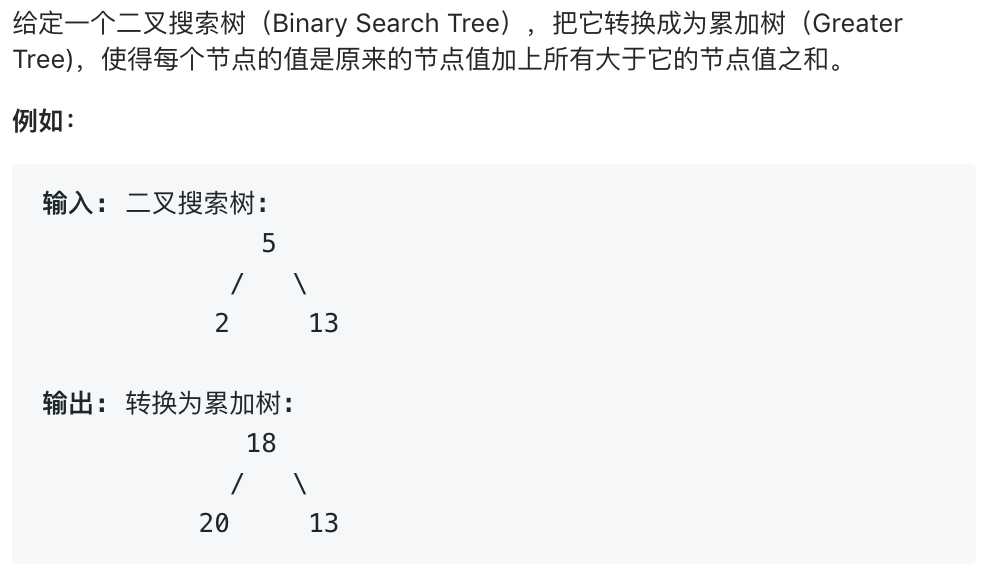 给定一个二叉搜索树（Binary Search Tree），把它转换成为累加树（Greater
Tree)，使得每个节点的值是原来的节点值加上所有大于它的节点值之和。
例如：
输入: 二叉搜索树:
5
/ \
2 13
输出: 转换为累加树:
18
/ \
20 13